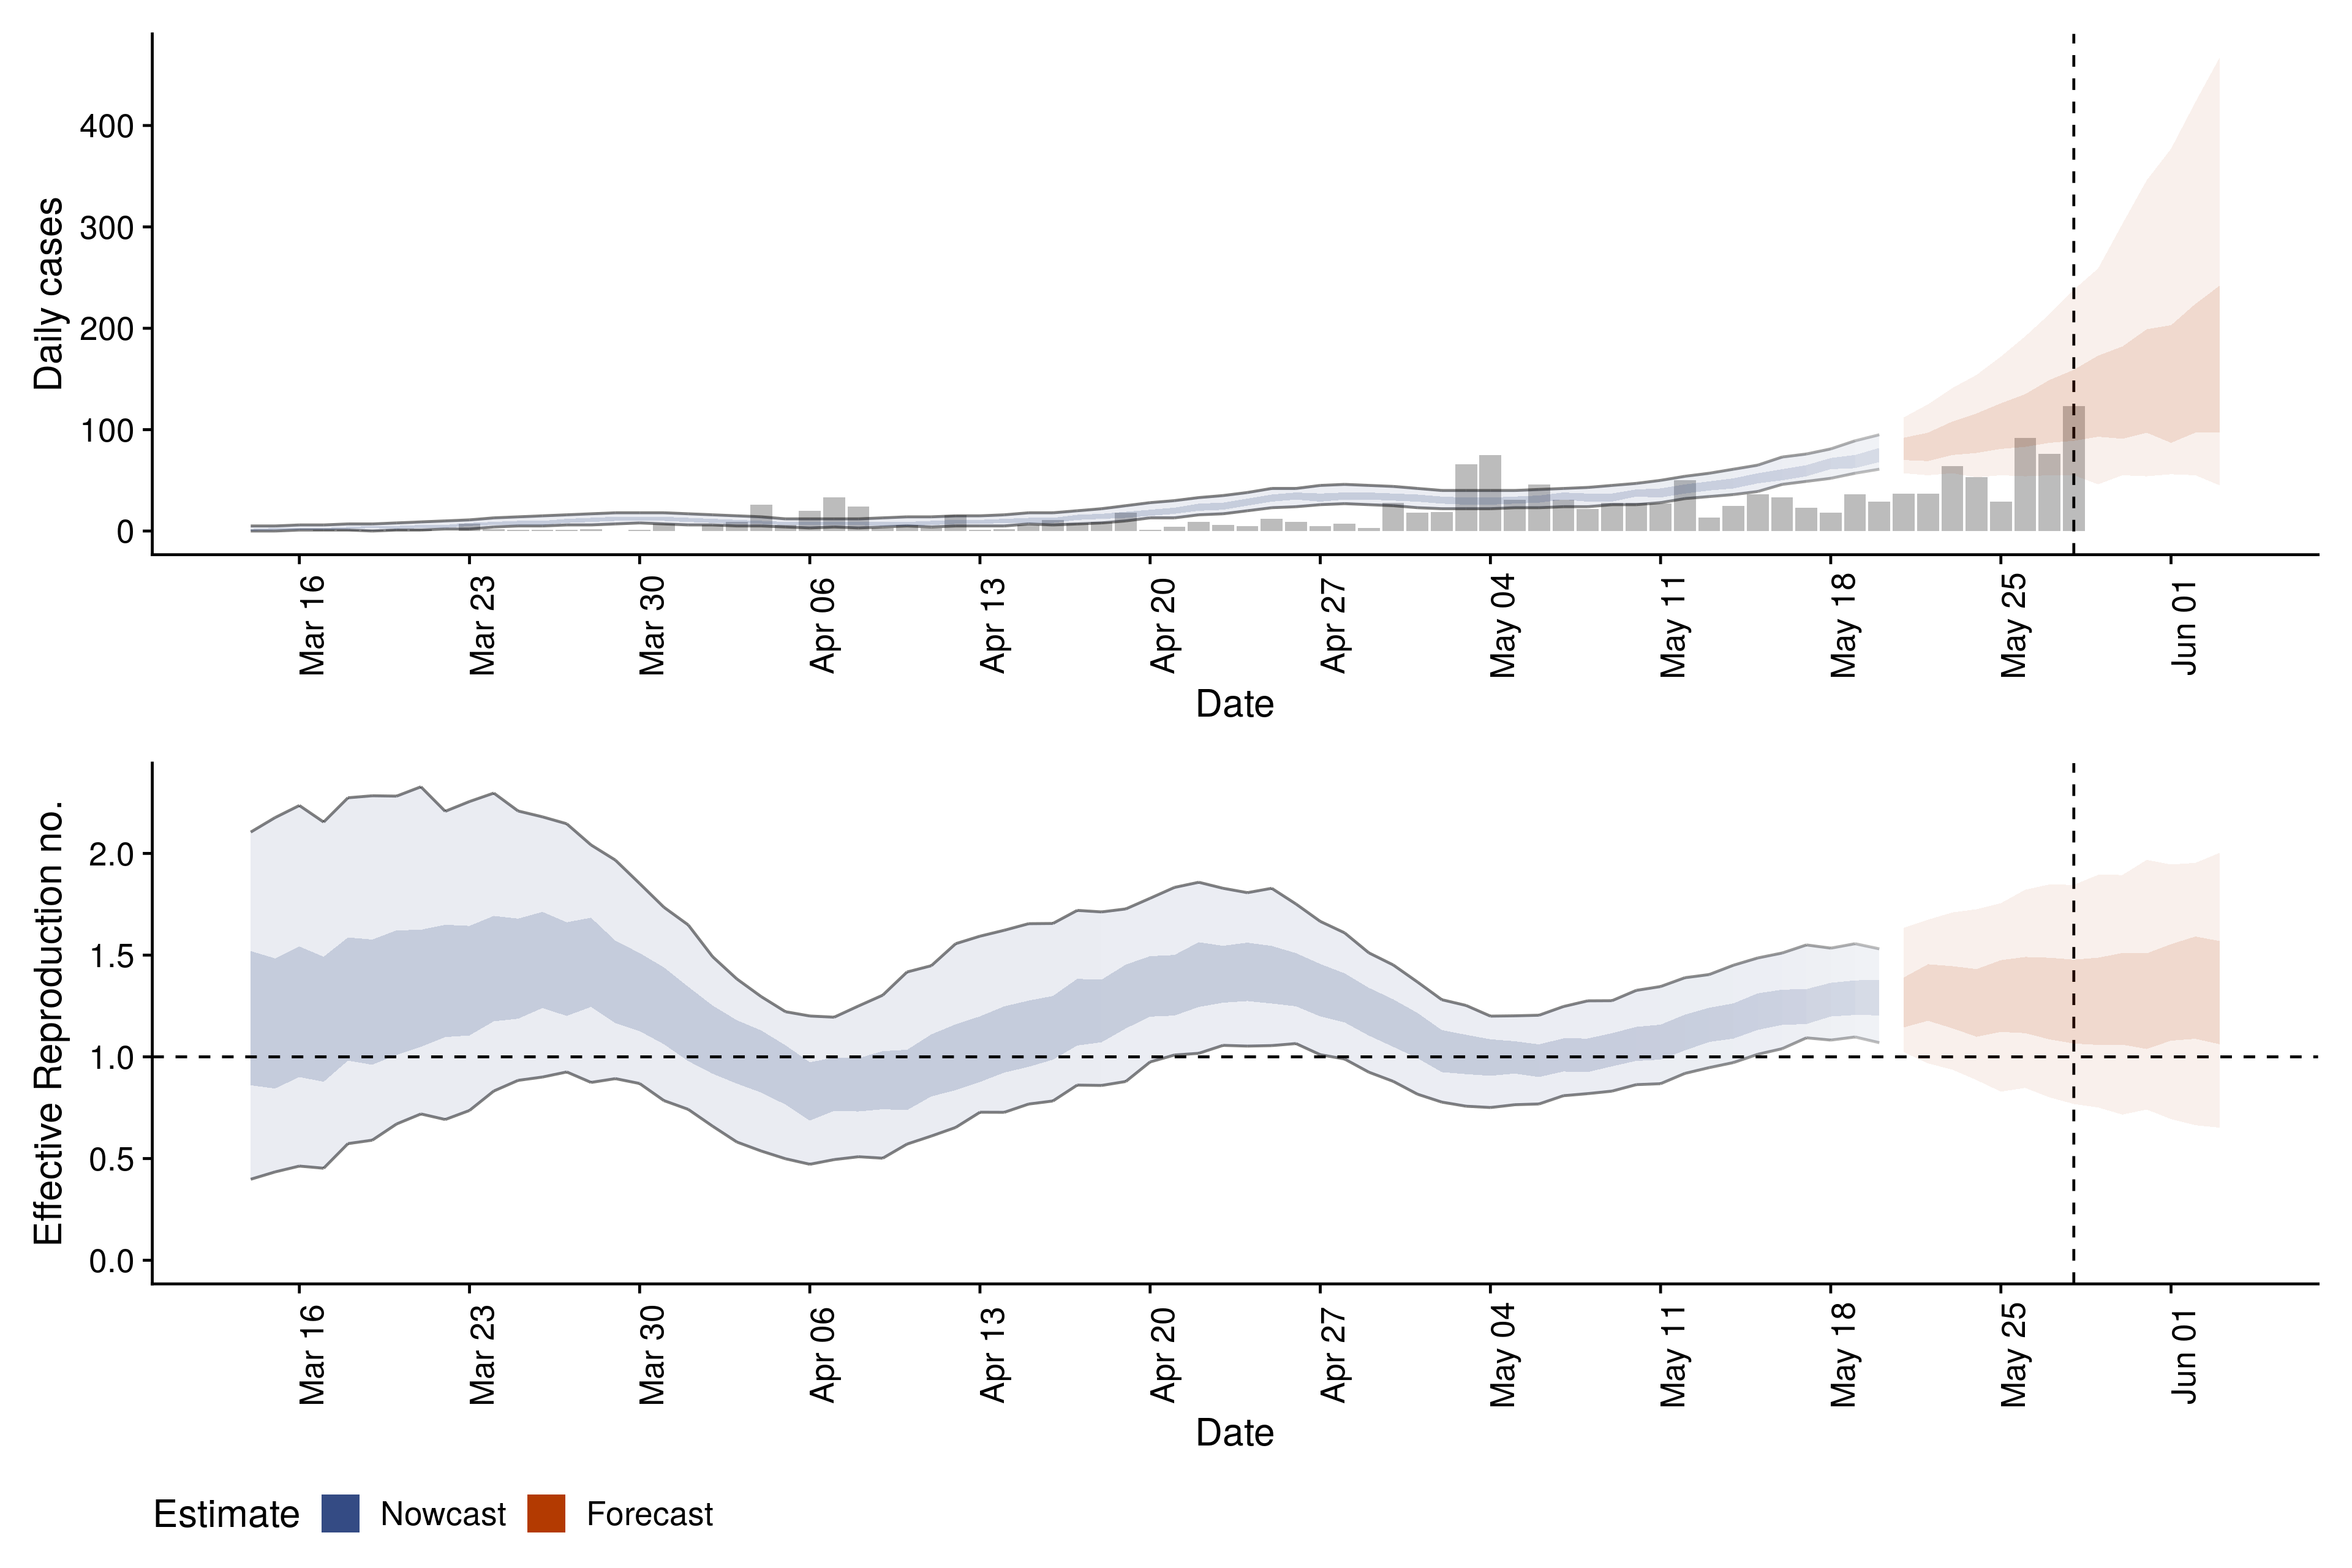 Daily cases
400
300
200
100
0
Mar 16
Mar 23
Mar 30
Apr 06
Apr 13
Apr 20
Apr 27
May 04
May 11
May 18
May 25
Jun 01
Date
Effective Reproduction no.
2.0
1.5
1.0
0.5
0.0
Mar 16
Mar 23
Mar 30
Apr 06
Apr 13
Apr 20
Apr 27
May 04
May 11
May 18
May 25
Jun 01
Date
Estimate Nowcast Forecast